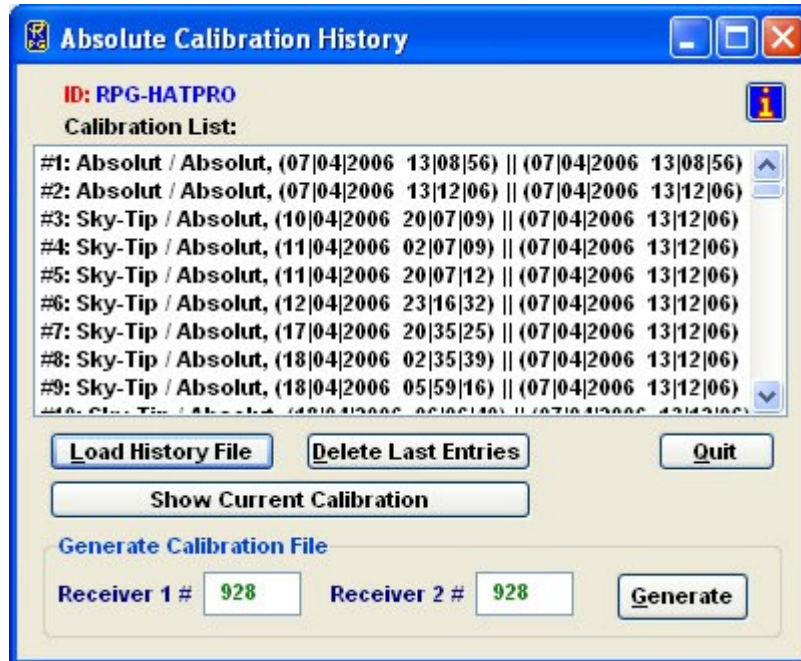 Absolute Calibration History
ID: RPG-HATPRO
Calibration List:
#1: Absolut / Absolut, (07|04|2006 13|08|56) || (07|04|2006 13|08|56)
#2: Absolut / Absolut, (07|04|2006 13|12|06) || (07|04|2006 13|12|06)
#3: Sky-Tip / Absolut, (10|04|2006 20|07|09) || (07|04|2006 13|12|06)
#4: Sky-Tip / Absolut, (11|04|2006 02|07|09) || (07|04|2006 13|12|06)
#5: Sky-Tip / Absolut, (11|04|2006 20|07|12) || (07|04|2006 13|12|06)
#6: Sky-Tip / Absolut, (12|04|2006 23|16|32) || (07|04|2006 13|12|06)
#7: Sky-Tip / Absolut, (17|04|2006 20|35|25) || (07|04|2006 13|12|06)
#8: Sky-Tip / Absolut, (18|04|2006 02|35|39) || (07|04|2006 13|12|06)
#9: Sky-Tip / Absolut, (18|04|2006 05|59|16) || (07|04|2006 13|12|06)
Load History File Delete Last Entries Quit
Show Current Calibration
Generate Calibration File
Receiver 1 # 928 Receiver 2 # 928 Generate